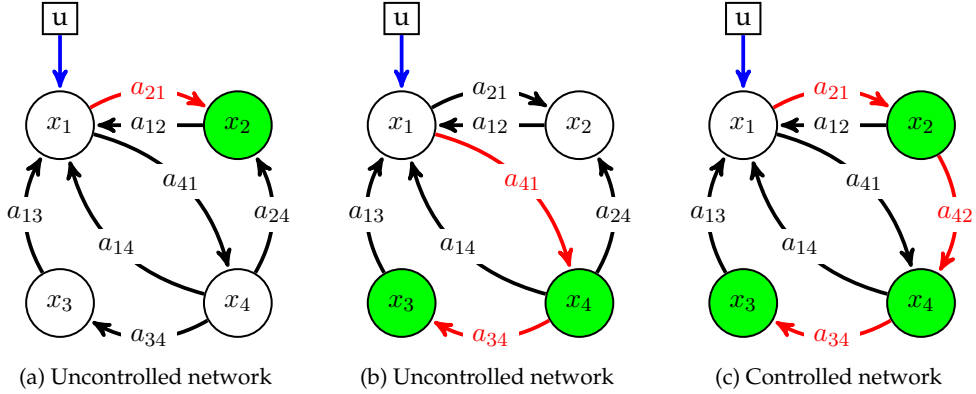 u u u
a₂₁ a₂₁ a₂₁
x₁ a₁₂ x₂ x₁ a₁₂ x₂ x₁ a₁₂ x₂
a₄₁ a₄₁ a₄₁
a₁₃ a₂₄ a₁₃ a₂₄ a₁₃ a₄₂
a₁₄ a₁₄ a₁₄
x₃ x₄ x₃ x₄ x₃ x₄
a₃₄ a₃₄ a₃₄
(a) Uncontrolled network (b) Uncontrolled network (c) Controlled network